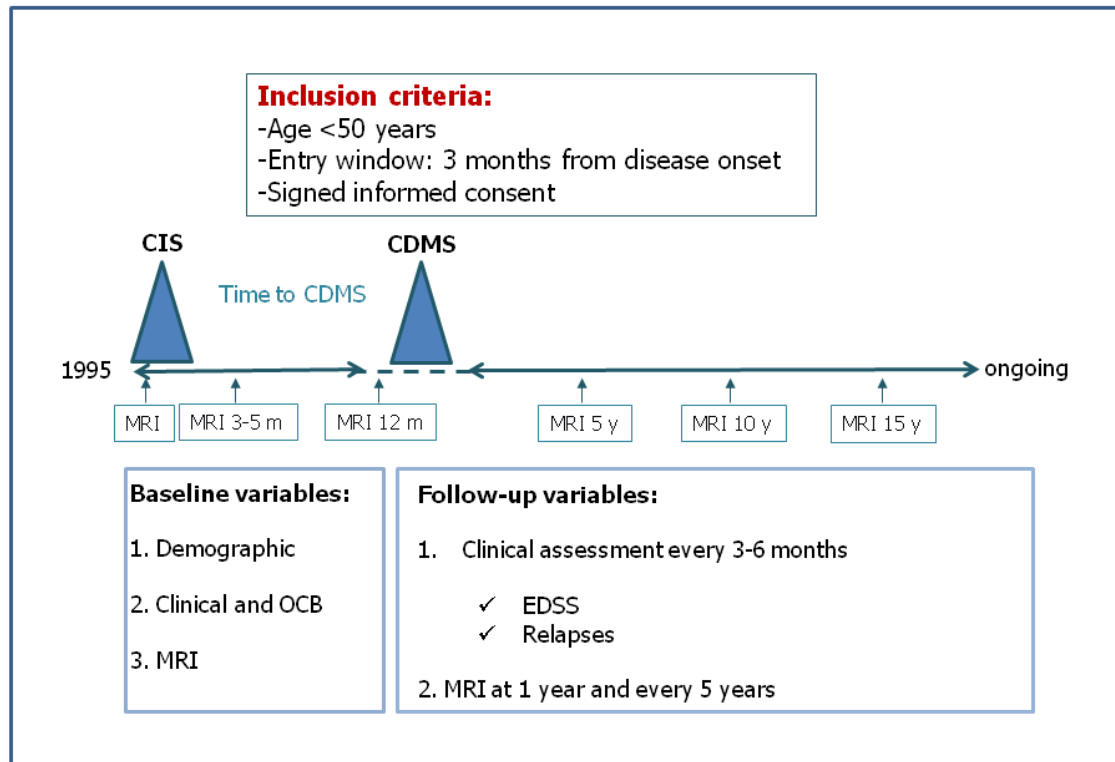 Inclusion criteria:
-Age <50 years
-Entry window: 3 months from disease onset
-Signed informed consent
CIS
CDMS
Time to CDMS
1995
ongoing
MRI
MRI 3-5 m
MRI 12 m
MRI 5 y
MRI 10 y
MRI 15 y
Baseline variables:
1. Demographic
2. Clinical and OCB
3. MRI
Follow-up variables:
1. Clinical assessment every 3-6 months
✓ EDSS
✓ Relapses
2. MRI at 1 year and every 5 years